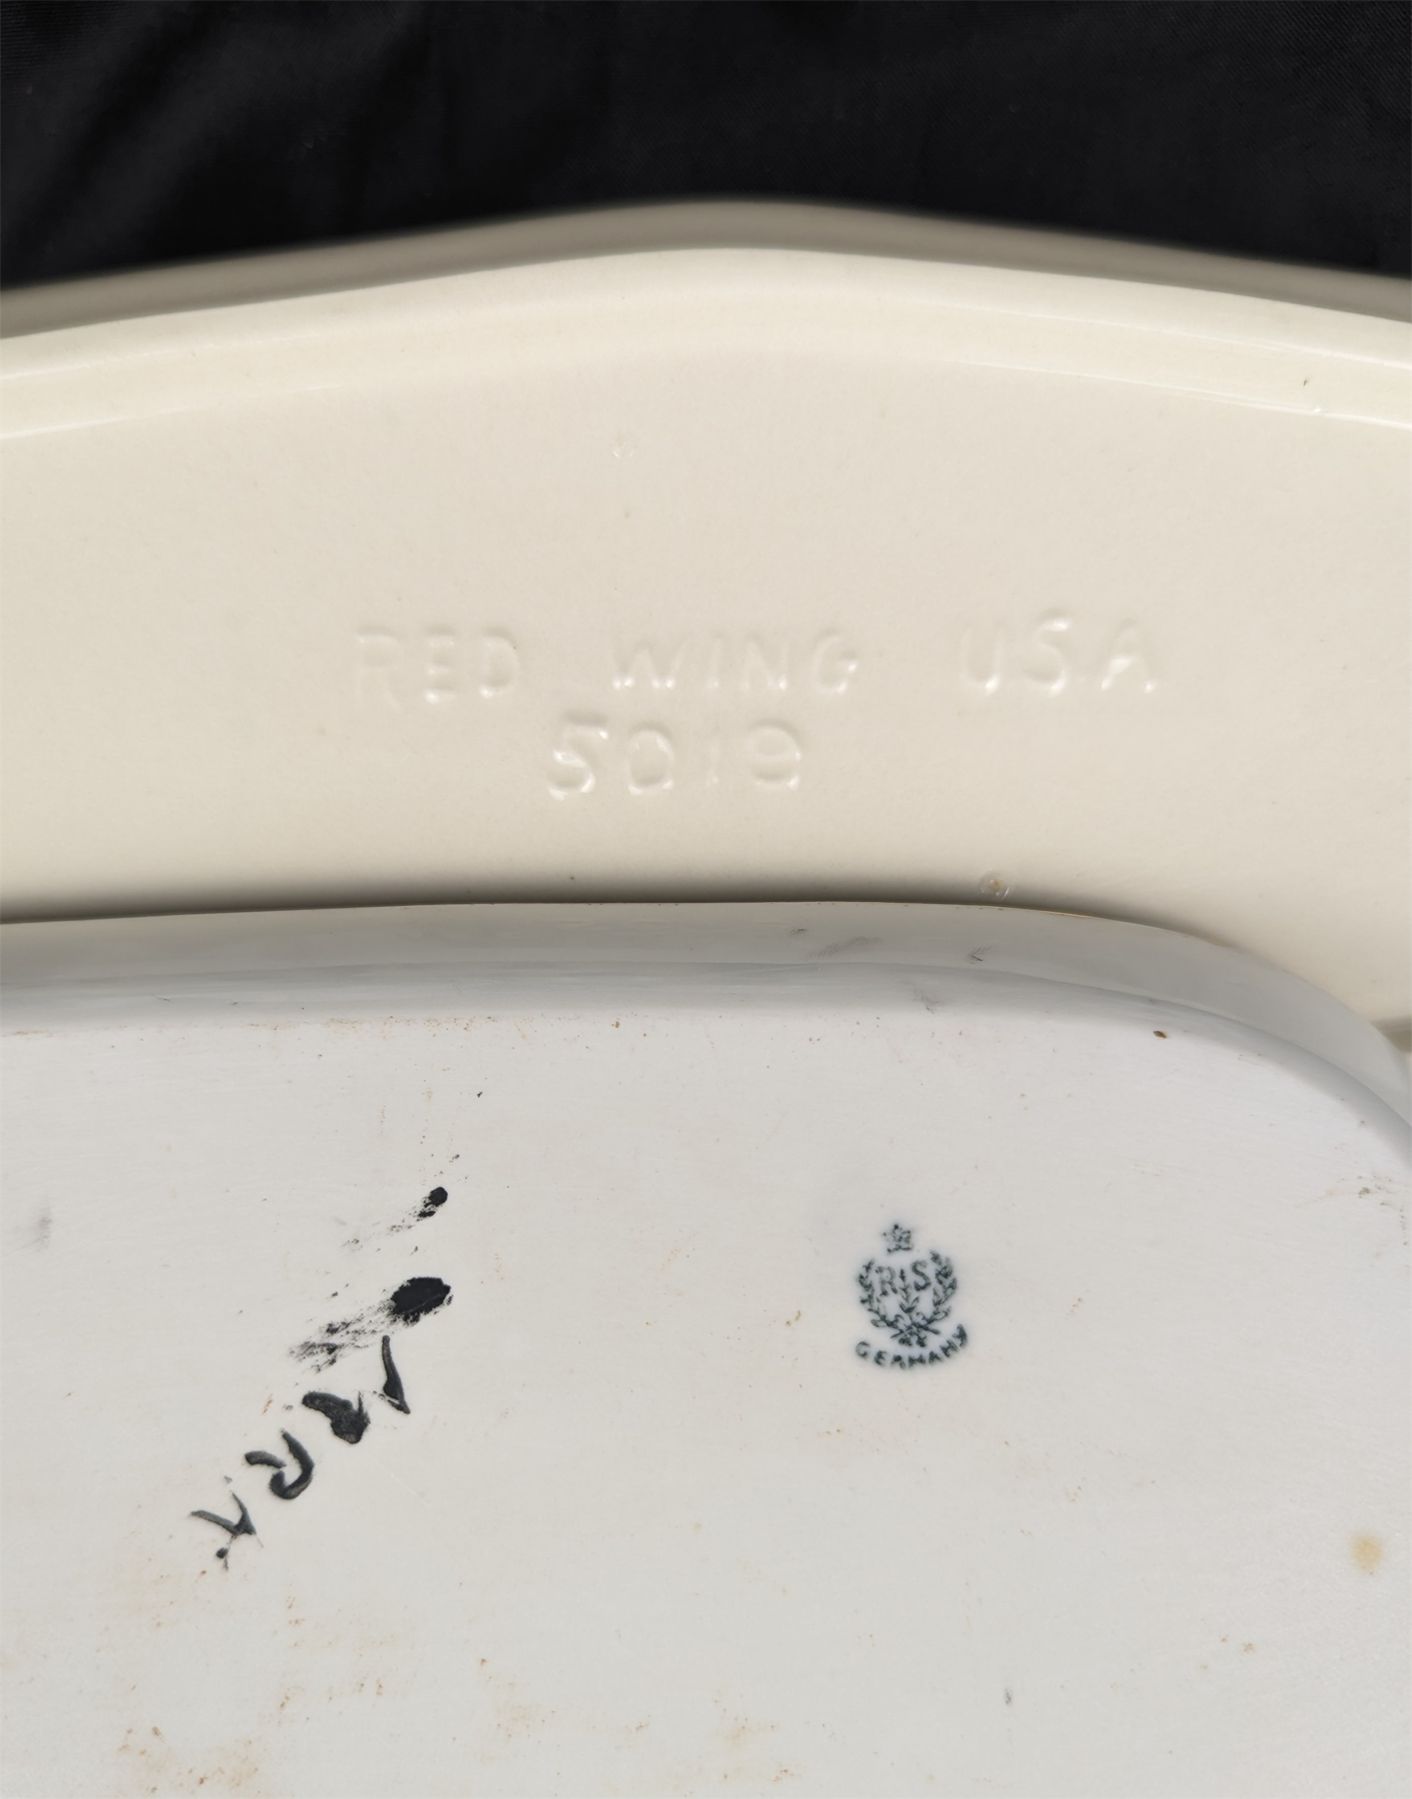 RED WING USA
5019
RS
GERMANY